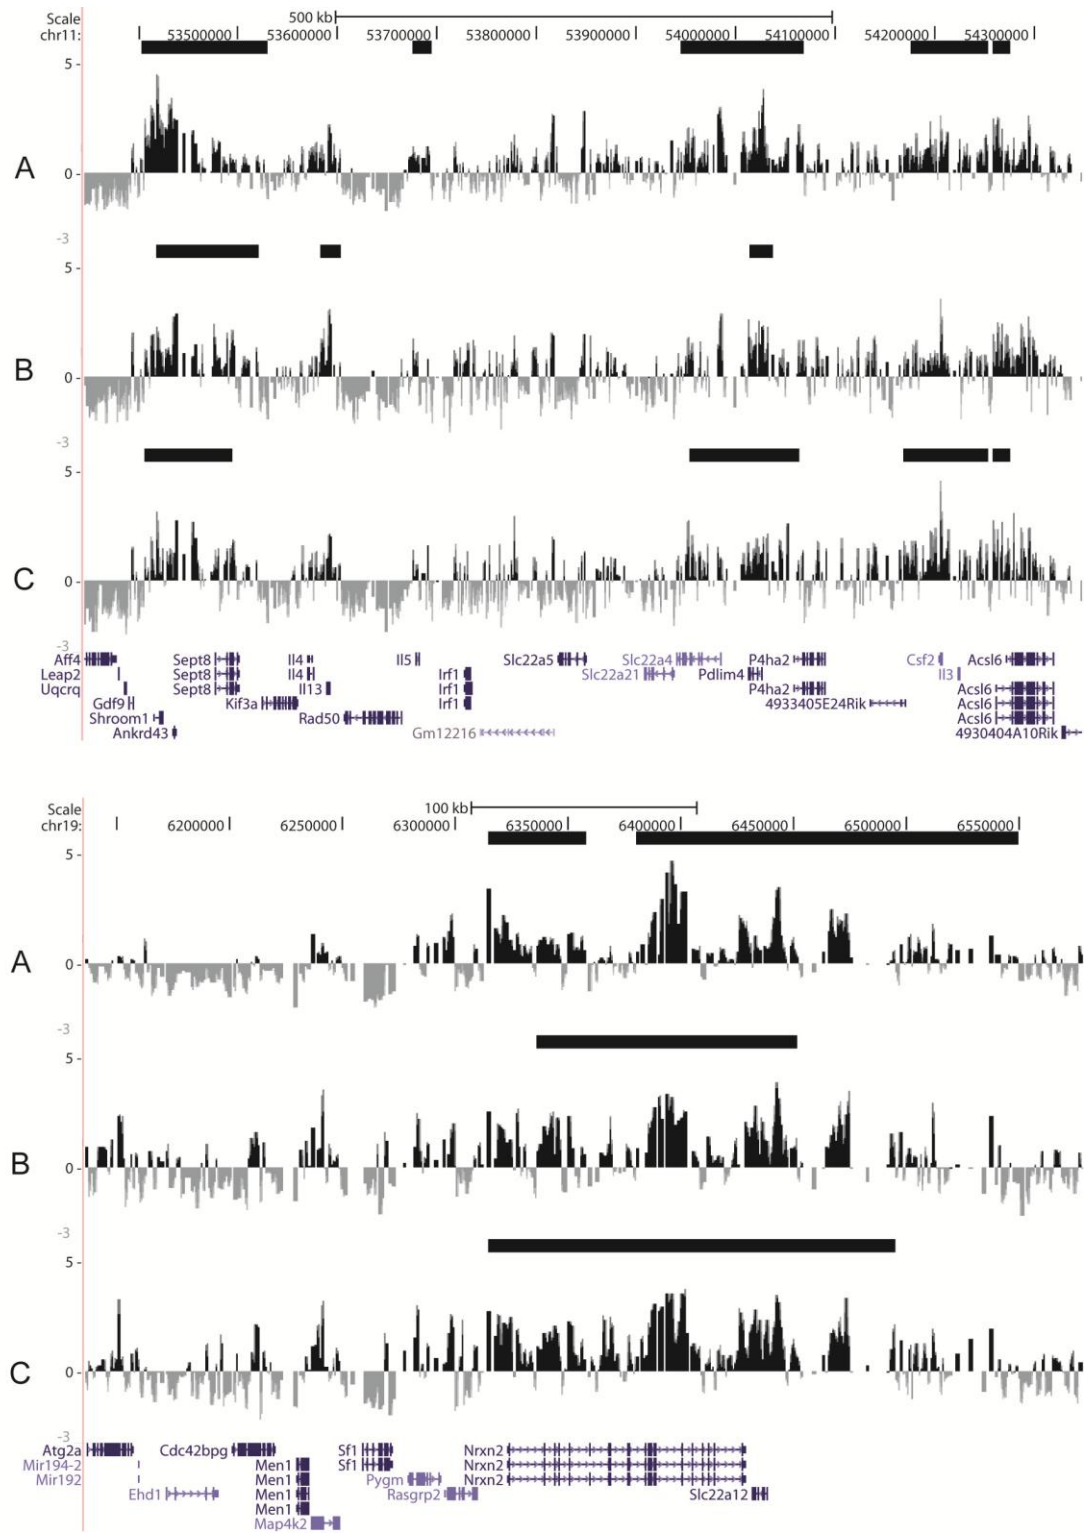 Scale 500 kb
chr11: 53500000 53600000 53700000 53800000 53900000 54000000 54100000 54200000 54300000
5
A
0
-3
5
B
0
-3
5
C
0
-3
Aff4 Sept8 Il4 Il5 Slc22a5 Slc22a4 P4ha2 Csf2 Acsl6
Leap2 Sept8 Il4 Irf1 Slc22a21 Pdlim4 Il3
Uqcrq Sept8 Il13 Irf1 P4ha2 Acsl6
Gdf9 Kif3a Irf1 4933405E24Rik Acsl6
Shroom1 Rad50 Acsl6
Ankrd43 Gm12216 4930404A10Rik
Scale 100 kb
chr19: 6200000 6250000 6300000 6350000 6400000 6450000 6500000 6550000
5
A
0
-3
5
B
0
-3
5
C
0
-3
Atg2a Cdc42bpg Sf1 Nrxn2
Mir194-2 Men1 Sf1 Nrxn2
Mir192 Men1 Pygm Nrxn2
Ehd1 Men1 Rasgrp2 Slc22a12
Men1
Map4k2